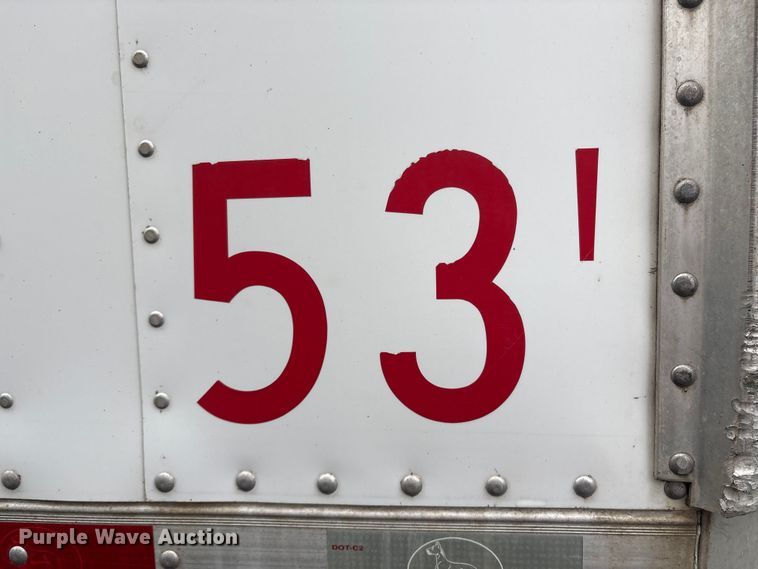 53'
DOT-C2
Purple Wave Auction